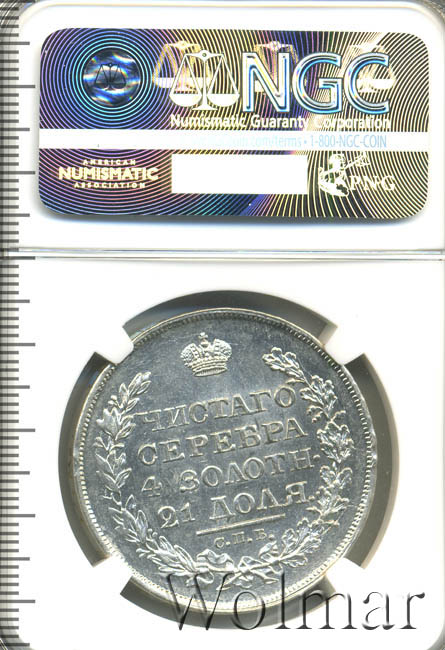 NGC
Numismatic Guaranty Corporation
1-800-NGC-COIN
AMERICAN
NUMISMATIC
ASSOCIATION
PNG
ЧИСТАГО
СЕРЕБРА
4 ЗОЛОТН.
21 ДОЛЯ.
С.П.Б.
Wolmar